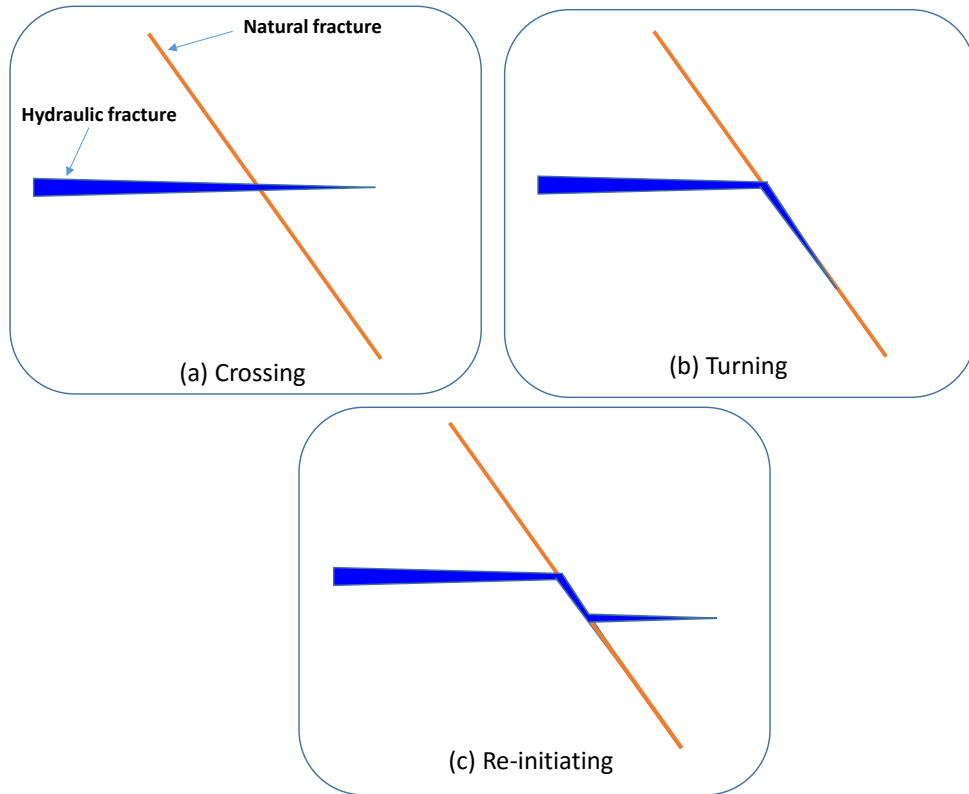 Natural fracture
Hydraulic fracture
(a) Crossing
(b) Turning
(c) Re-initiating